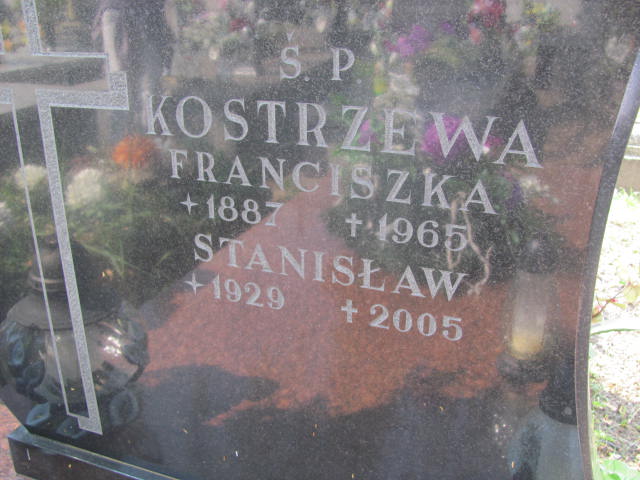 Ś. P.
KOSTRZEWA
FRANCISZKA
+1887 ✝1965
STANISŁAW
+1929 ✝2005